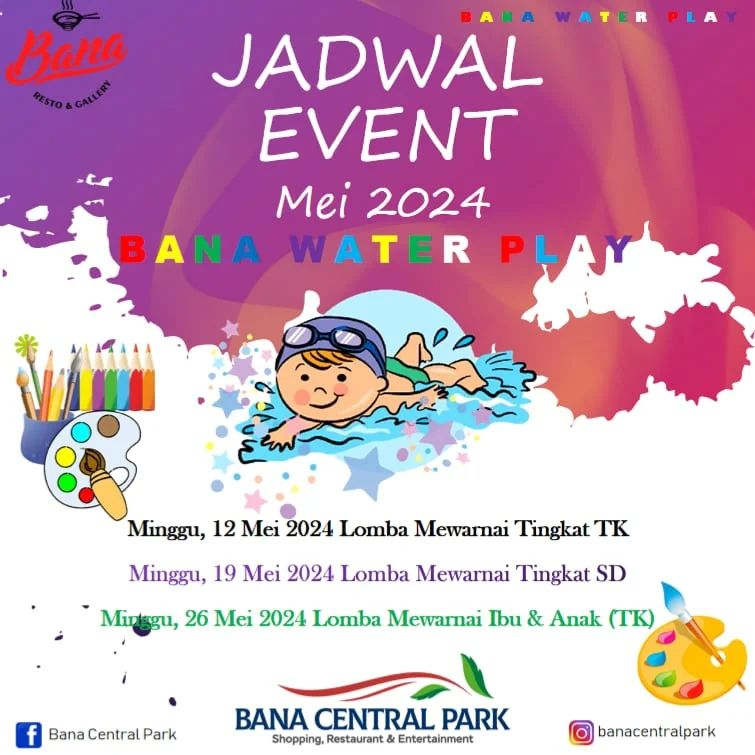 BANA WATER PLAY
Bana
RESTO & GALLERY
JADWAL
EVENT
Mei 2024
BANA WATER PLAY
Minggu, 12 Mei 2024 Lomba Mewarnai Tingkat TK
Minggu, 19 Mei 2024 Lomba Mewarnai Tingkat SD
Minggu, 26 Mei 2024 Lomba Mewarnai Ibu & Anak (TK)
BANA CENTRAL PARK
Shopping, Restaurant & Entertainment
Bana Central Park
banacentralpark